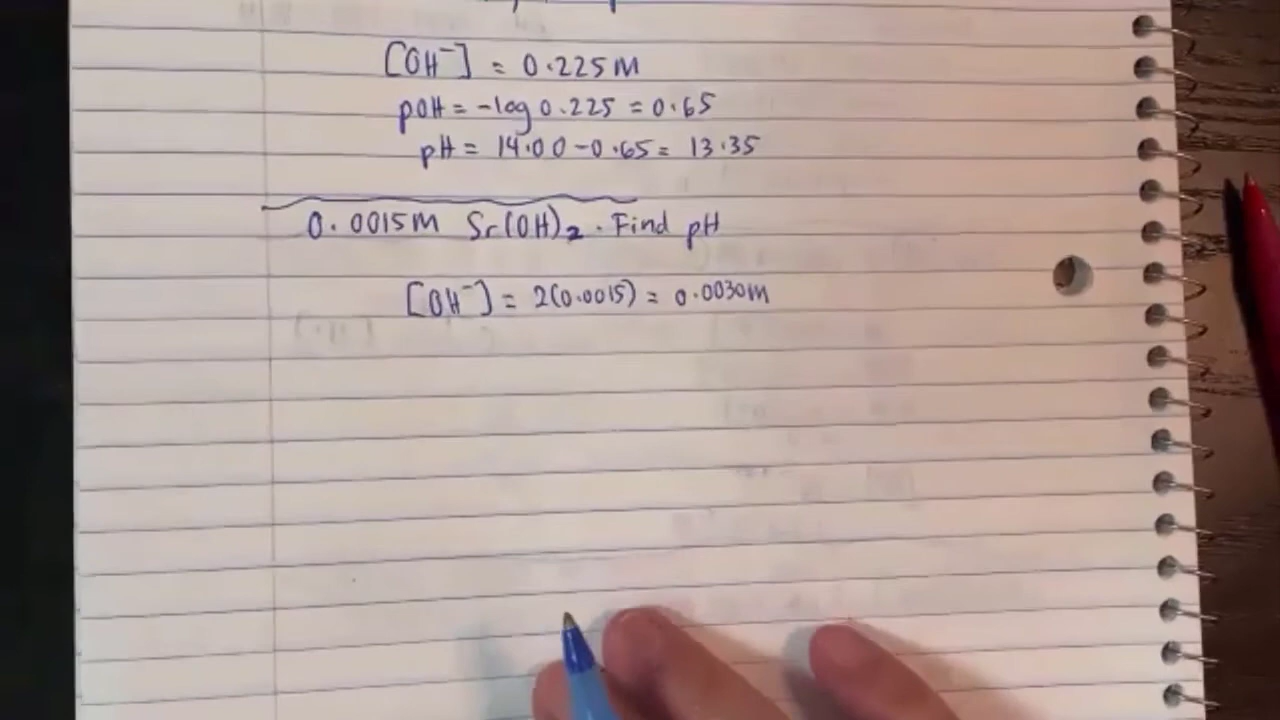 [OH⁻] = 0.225M
pOH = -log 0.225 = 0.65
pH = 14.00 - 0.65 = 13.35
0.0015M Sr(OH)₂. Find pH
[OH⁻] = 2(0.0015) = 0.0030M